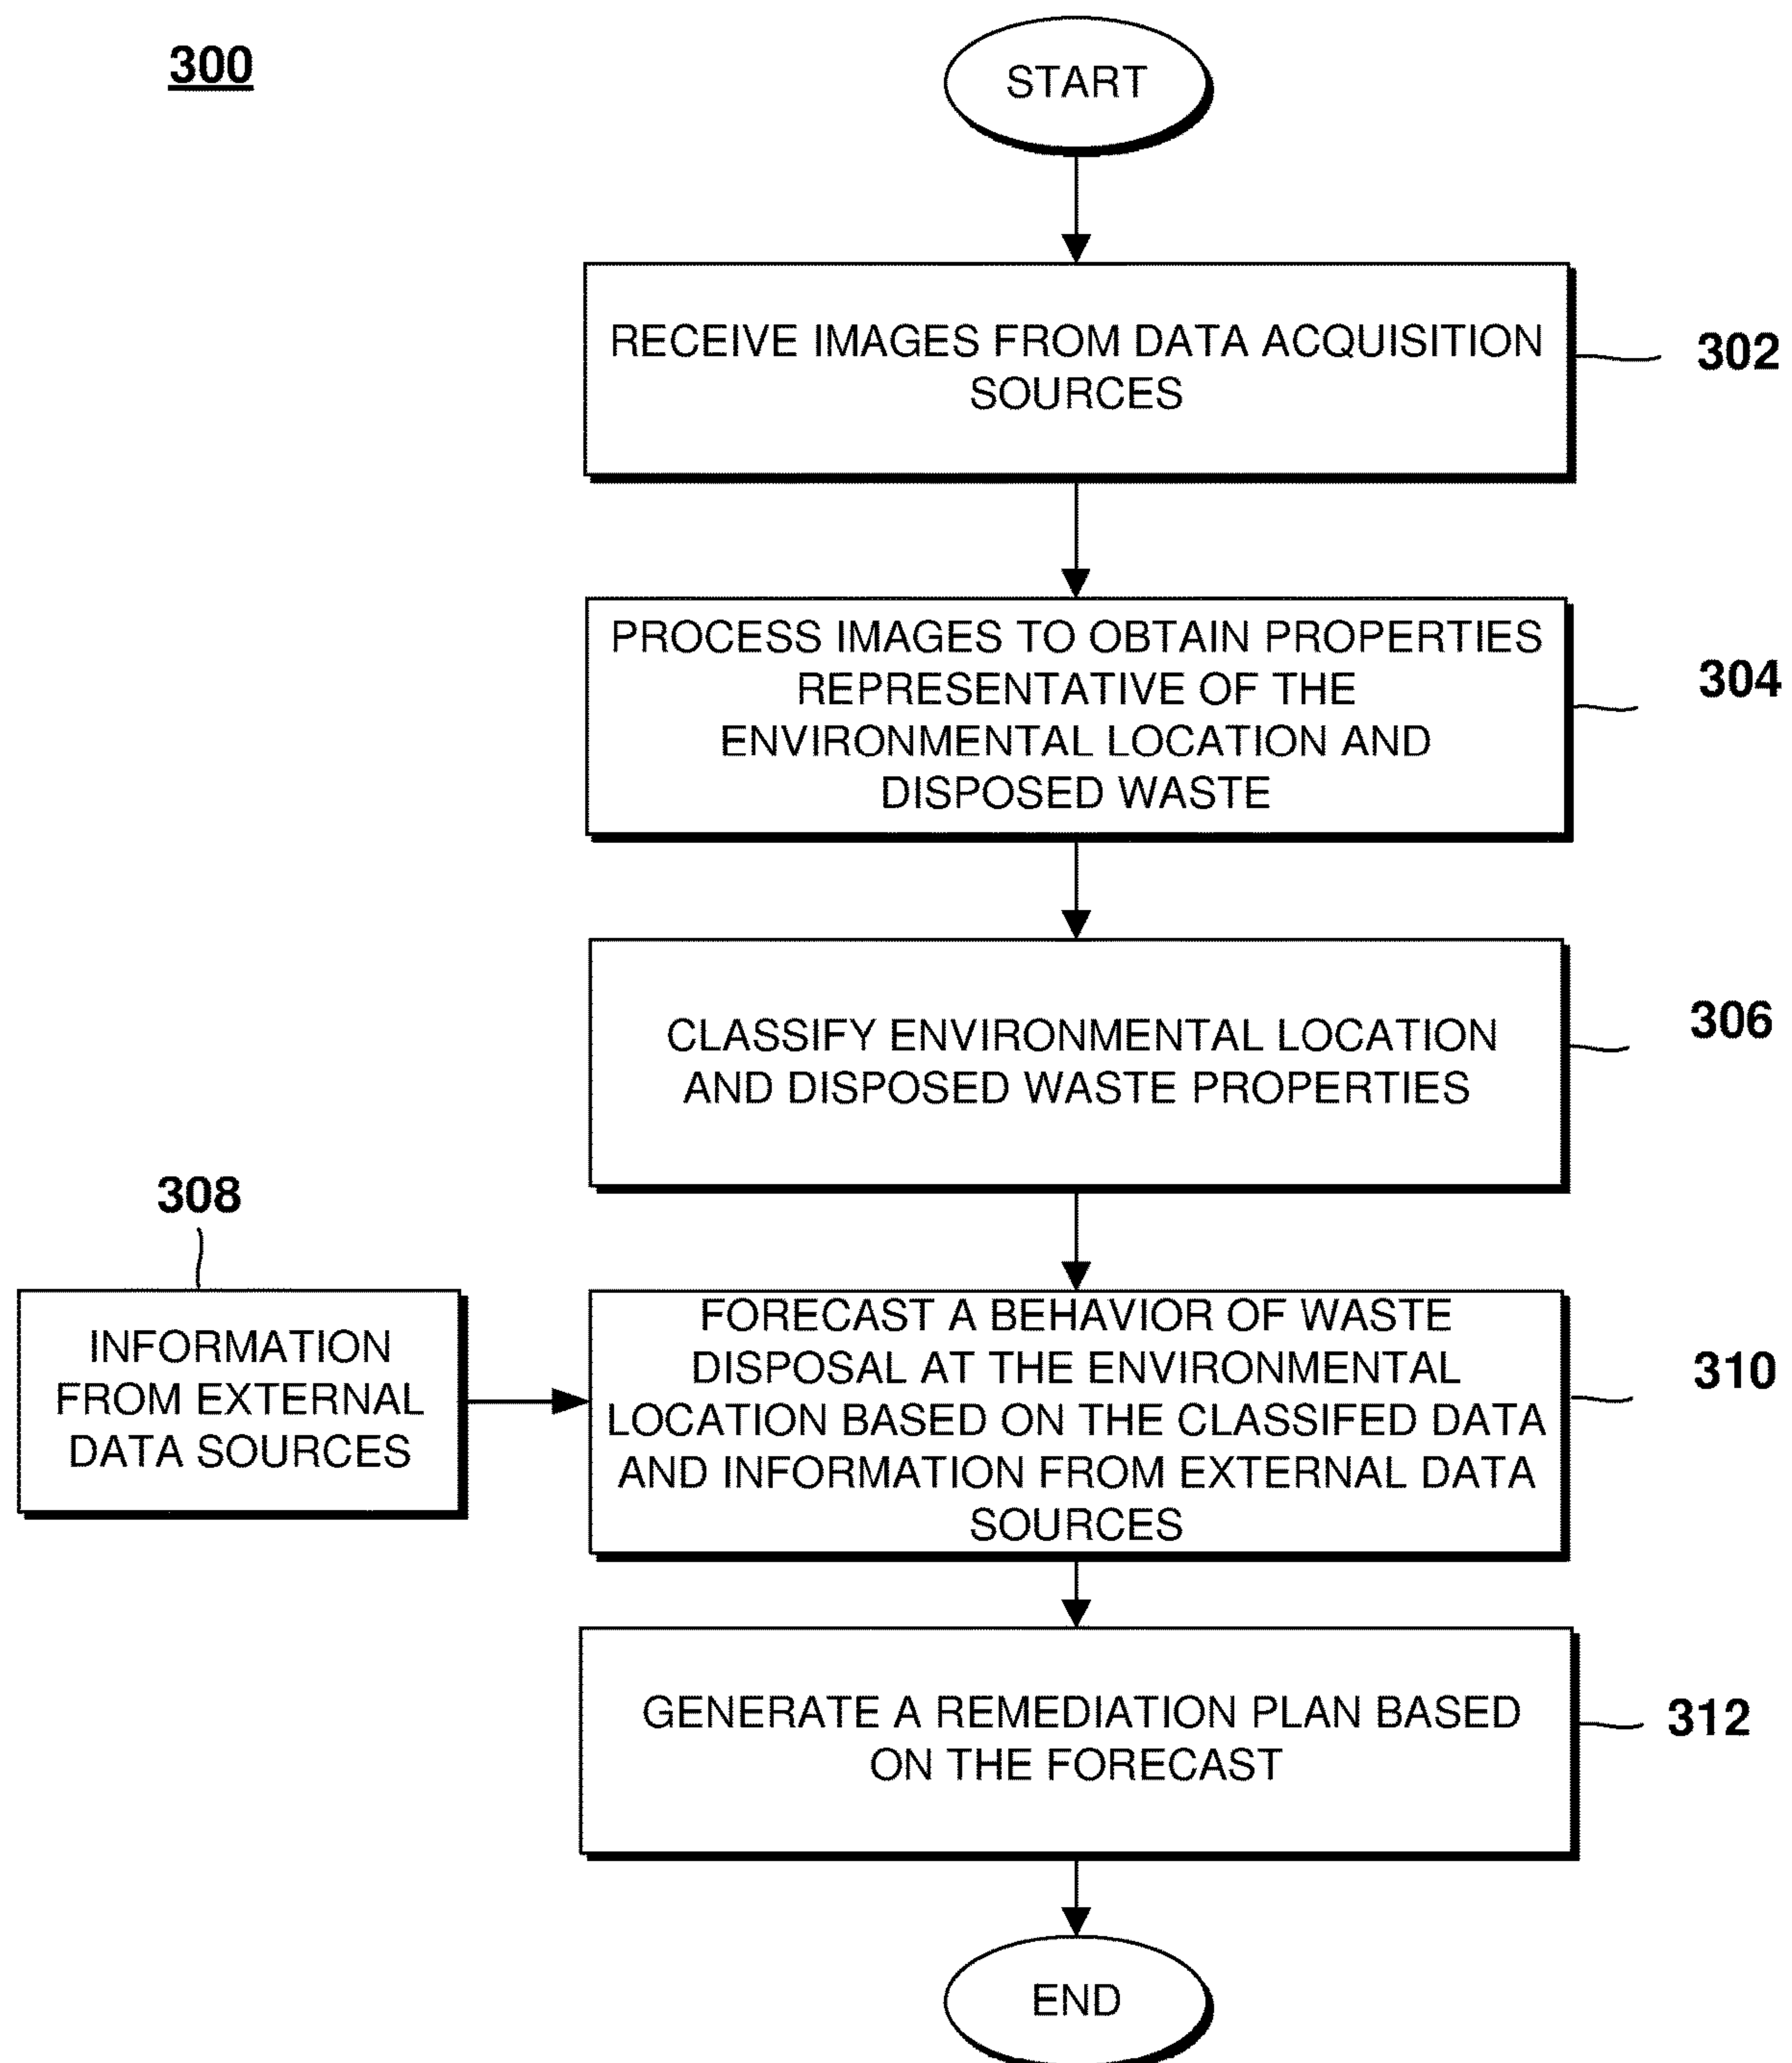 300
START
RECEIVE IMAGES FROM DATA ACQUISITION
SOURCES
302
PROCESS IMAGES TO OBTAIN PROPERTIES
REPRESENTATIVE OF THE
ENVIRONMENTAL LOCATION AND
DISPOSED WASTE
304
CLASSIFY ENVIRONMENTAL LOCATION
AND DISPOSED WASTE PROPERTIES
306
308
INFORMATION
FROM EXTERNAL
DATA SOURCES
FORECAST A BEHAVIOR OF WASTE
DISPOSAL AT THE ENVIRONMENTAL
LOCATION BASED ON THE CLASSIFED DATA
AND INFORMATION FROM EXTERNAL DATA
SOURCES
310
GENERATE A REMEDIATION PLAN BASED
ON THE FORECAST
312
END